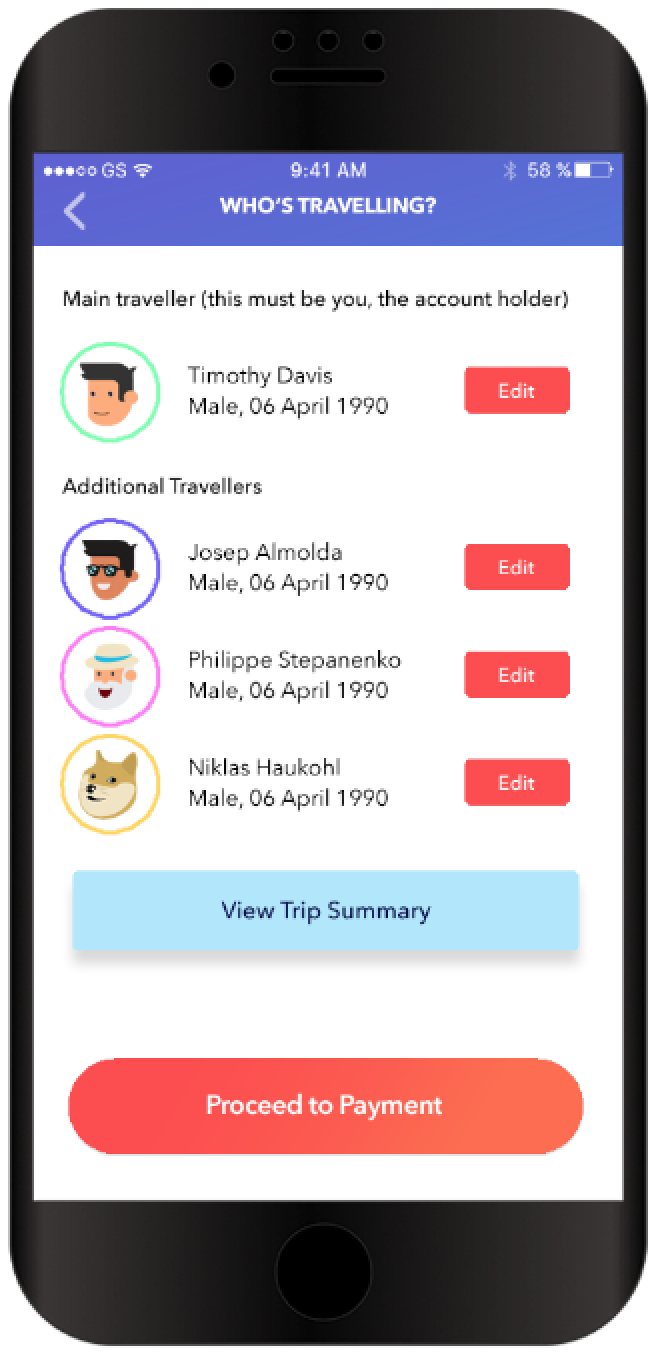 GS 9:41 AM 58 %
WHO'S TRAVELLING?
Main traveller (this must be you, the account holder)
Timothy Davis
Male, 06 April 1990
Edit
Additional Travellers
Josep Almolda
Male, 06 April 1990
Edit
Philippe Stepanenko
Male, 06 April 1990
Edit
Niklas Haukohl
Male, 06 April 1990
Edit
View Trip Summary
Proceed to Payment